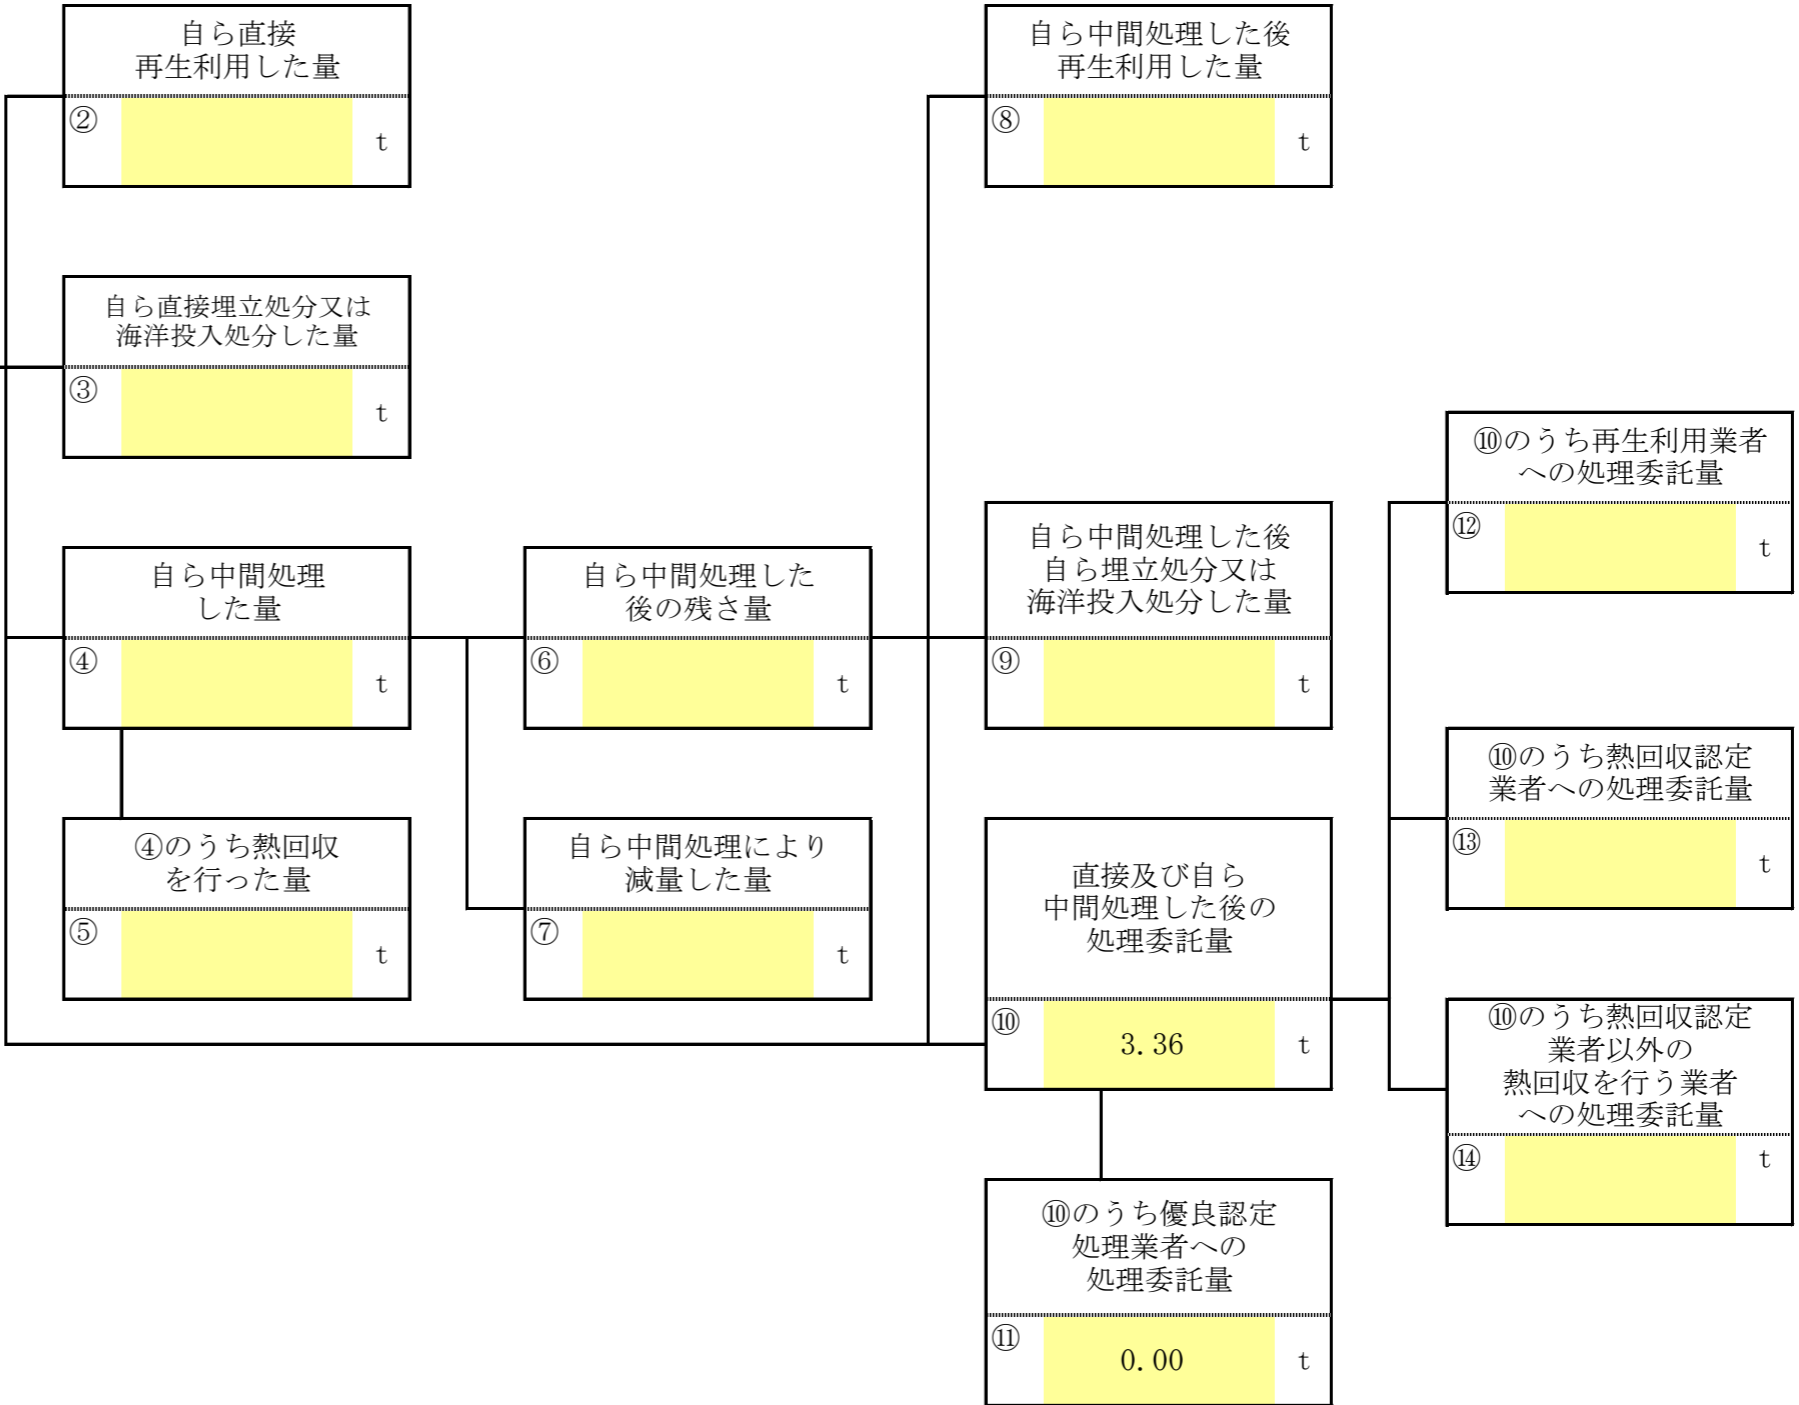 自ら直接
再生利用した量
②
t
自ら中間処理した後
再生利用した量
⑧
t
自ら直接埋立処分又は
海洋投入処分した量
③
t
⑩のうち再生利用業者
への処理委託量
⑫
t
自ら中間処理
した量
④
t
自ら中間処理した
後の残さ量
⑥
t
自ら中間処理した後
自ら埋立処分又は
海洋投入処分した量
⑨
t
⑩のうち熱回収認定
業者への処理委託量
⑬
t
④のうち熱回収
を行った量
⑤
t
自ら中間処理により
減量した量
⑦
t
直接及び自ら
中間処理した後の
処理委託量
⑩ 3.36 t
⑩のうち熱回収認定
業者以外の
熱回収を行う業者
への処理委託量
⑭
t
⑩のうち優良認定
処理業者への
処理委託量
⑪ 0.00 t